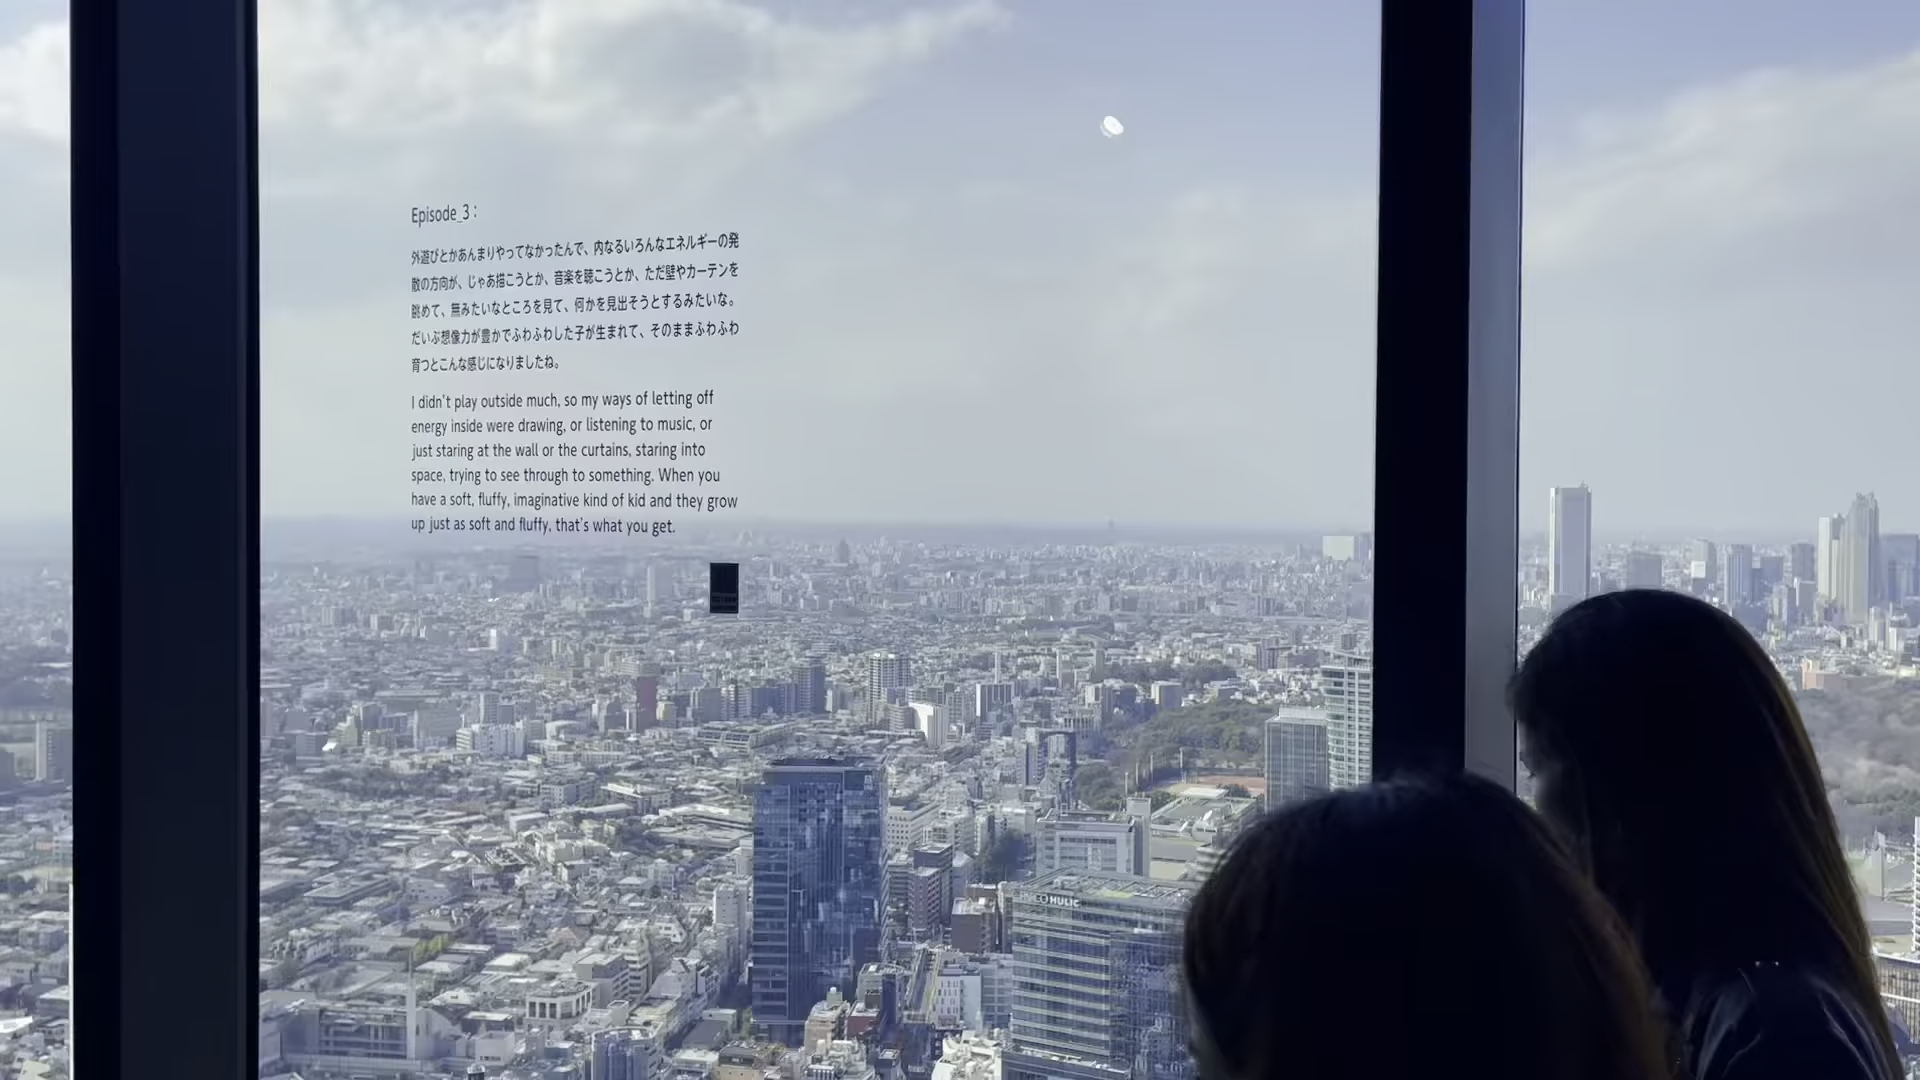 Episode_3 :
外遊びとかあんまりやってなかったんで、内なるいろんなエネルギーの発
散の方向が、じゃあ描こうとか、音楽を聴こうとか、ただ壁やカーテンを
眺めて、無みたいなところを見て、何かを見出そうとするみたいな。
だいぶ想像力が豊かでふわふわした子が生まれて、そのままふわふわ
育つとこんな感じになりましたね。
I didn't play outside much, so my ways of letting off
energy inside were drawing, or listening to music, or
just staring at the wall or the curtains, staring into
space, trying to see through to something. When you
have a soft, fluffy, imaginative kind of kid and they grow
up just as soft and fluffy, that's what you get.
HULIC